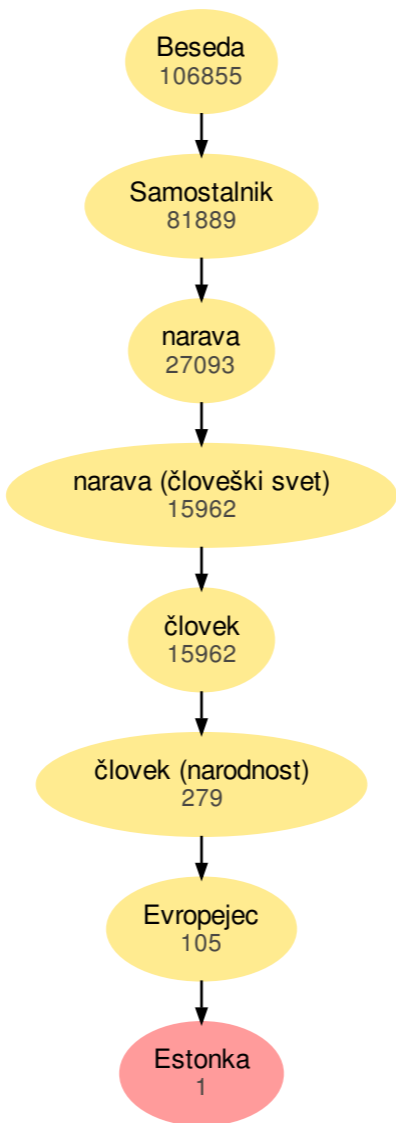 Beseda
106855
Samostalnik
81889
narava
27093
narava (človeški svet)
15962
človek
15962
človek (narodnost)
279
Evropejec
105
Estonka
1